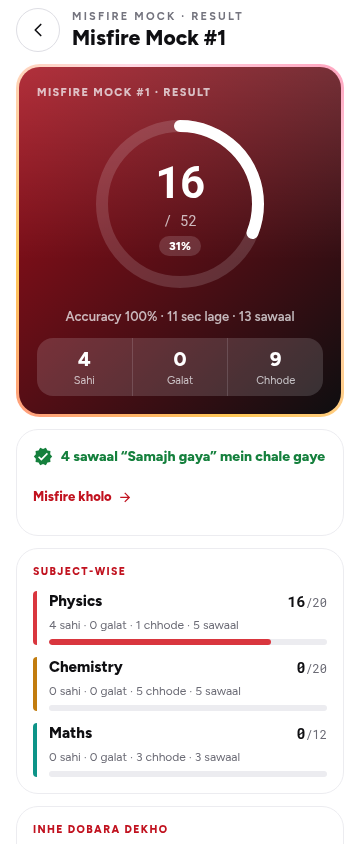 MISFIRE MOCK · RESULT
Misfire Mock #1
MISFIRE MOCK #1 · RESULT
16
/ 52
31%
Accuracy 100% · 11 sec lage · 13 sawaal
4 0 9
Sahi Galat Chhode
4 sawaal “Samajh gaya” mein chale gaye
Misfire kholo →
SUBJECT-WISE
Physics 16/20
4 sahi · 0 galat · 1 chhode · 5 sawaal
Chemistry 0/20
0 sahi · 0 galat · 5 chhode · 5 sawaal
Maths 0/12
0 sahi · 0 galat · 3 chhode · 3 sawaal
INHE DOBARA DEKHO